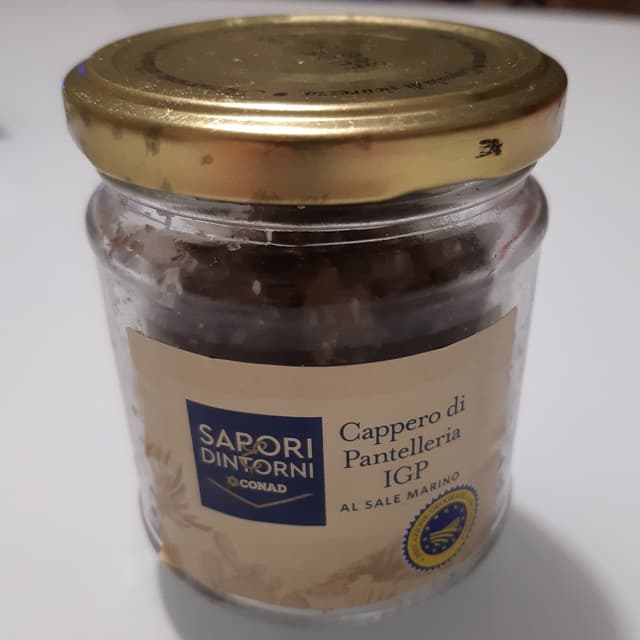 SAPORI
DINTORNI
CONAD
Cappero di
Pantelleria
IGP
AL SALE MARINO